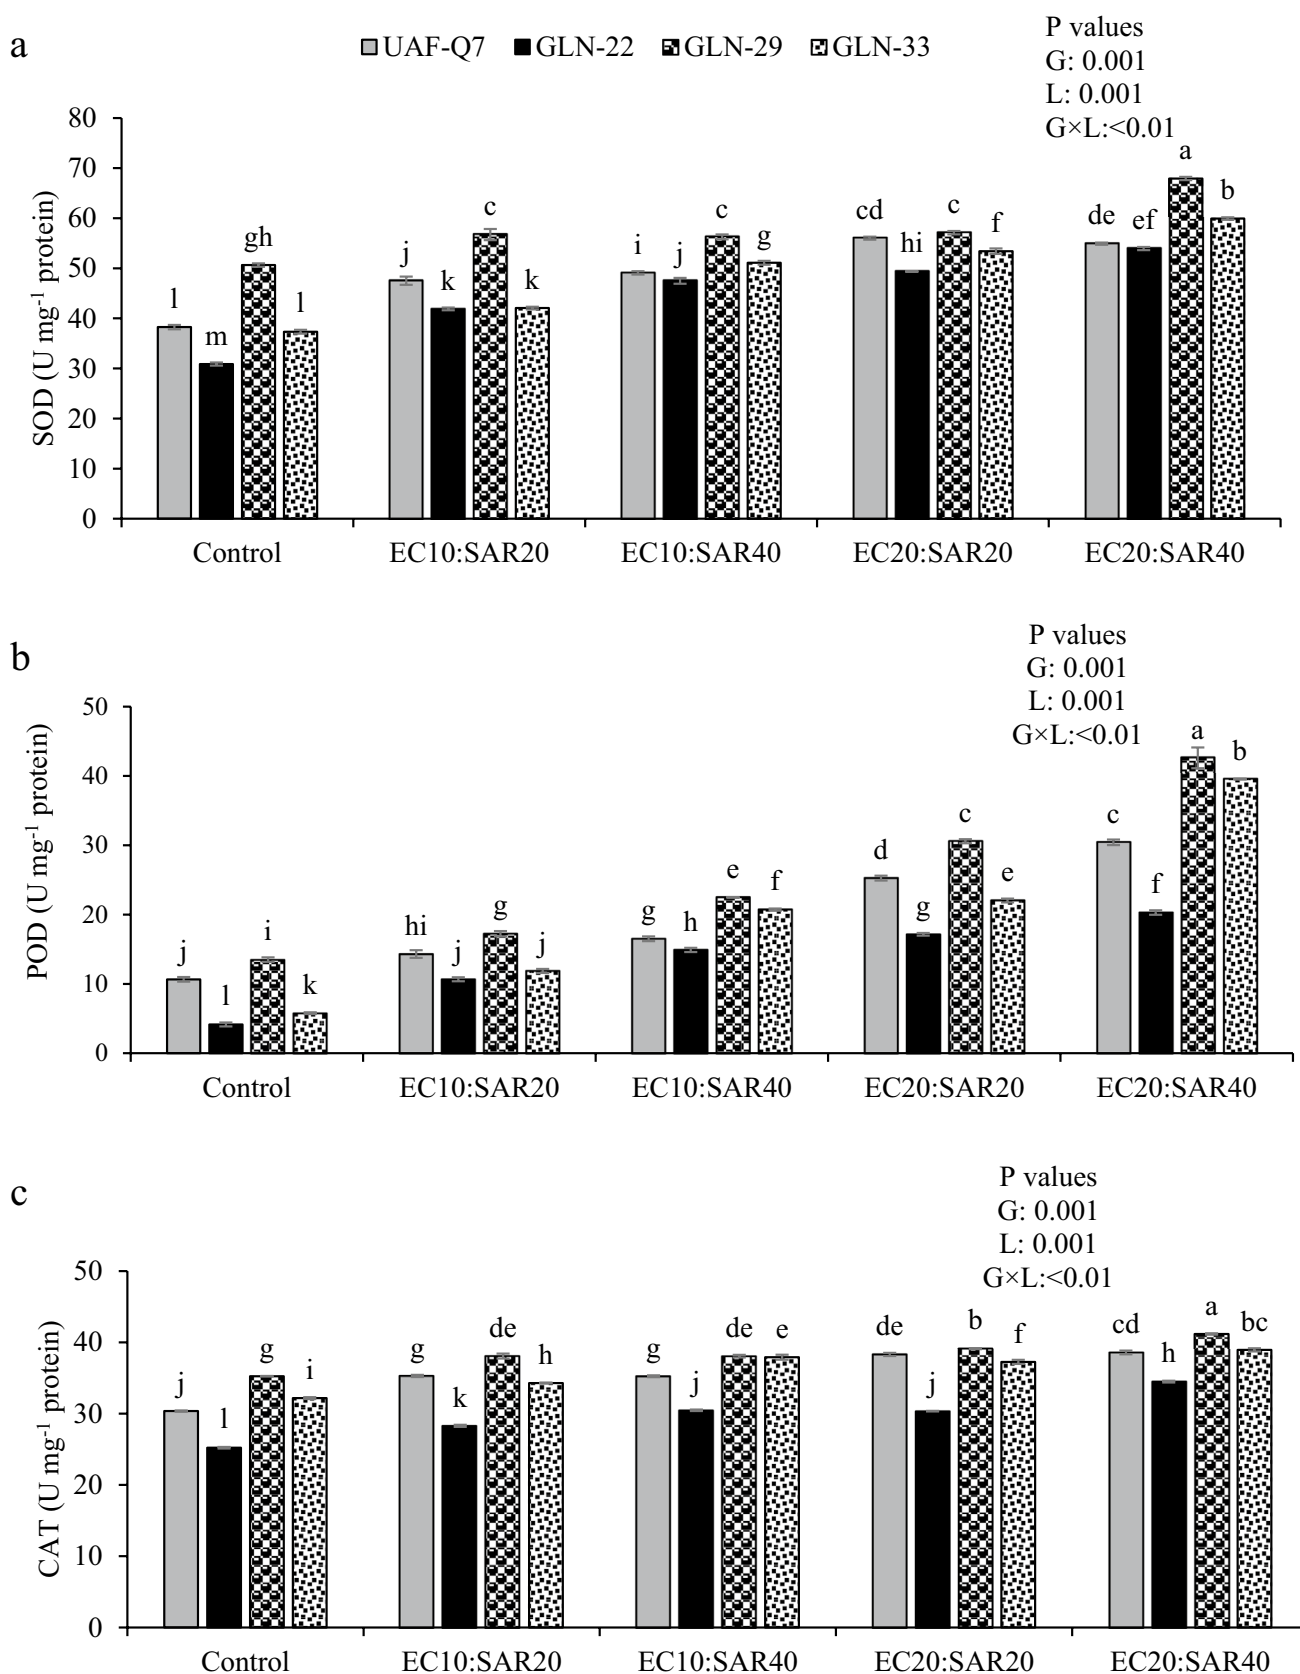 a
UAF-Q7 GLN-22 GLN-29 GLN-33
P values
G: 0.001
L: 0.001
G×L:<0.01
SOD (U mg-1 protein)
80
70
60
50
40
30
20
10
0
l m gh l
j k c k
i j c g
cd hi c f
de ef a b
Control EC10:SAR20 EC10:SAR40 EC20:SAR20 EC20:SAR40
b
P values
G: 0.001
L: 0.001
G×L:<0.01
POD (U mg-1 protein)
50
40
30
20
10
0
j l i k
hi j g j
g h e f
d g c e
c f a b
Control EC10:SAR20 EC10:SAR40 EC20:SAR20 EC20:SAR40
c
P values
G: 0.001
L: 0.001
G×L:<0.01
CAT (U mg-1 protein)
50
40
30
20
10
0
j l g i
g k de h
g j de e
de j b f
cd h a bc
Control EC10:SAR20 EC10:SAR40 EC20:SAR20 EC20:SAR40